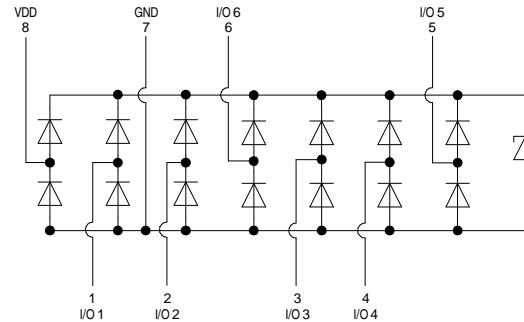 VDD GND I/O 6 I/O 5
8 7 6 5
1 2 3 4
I/O 1 I/O 2 I/O 3 I/O 4